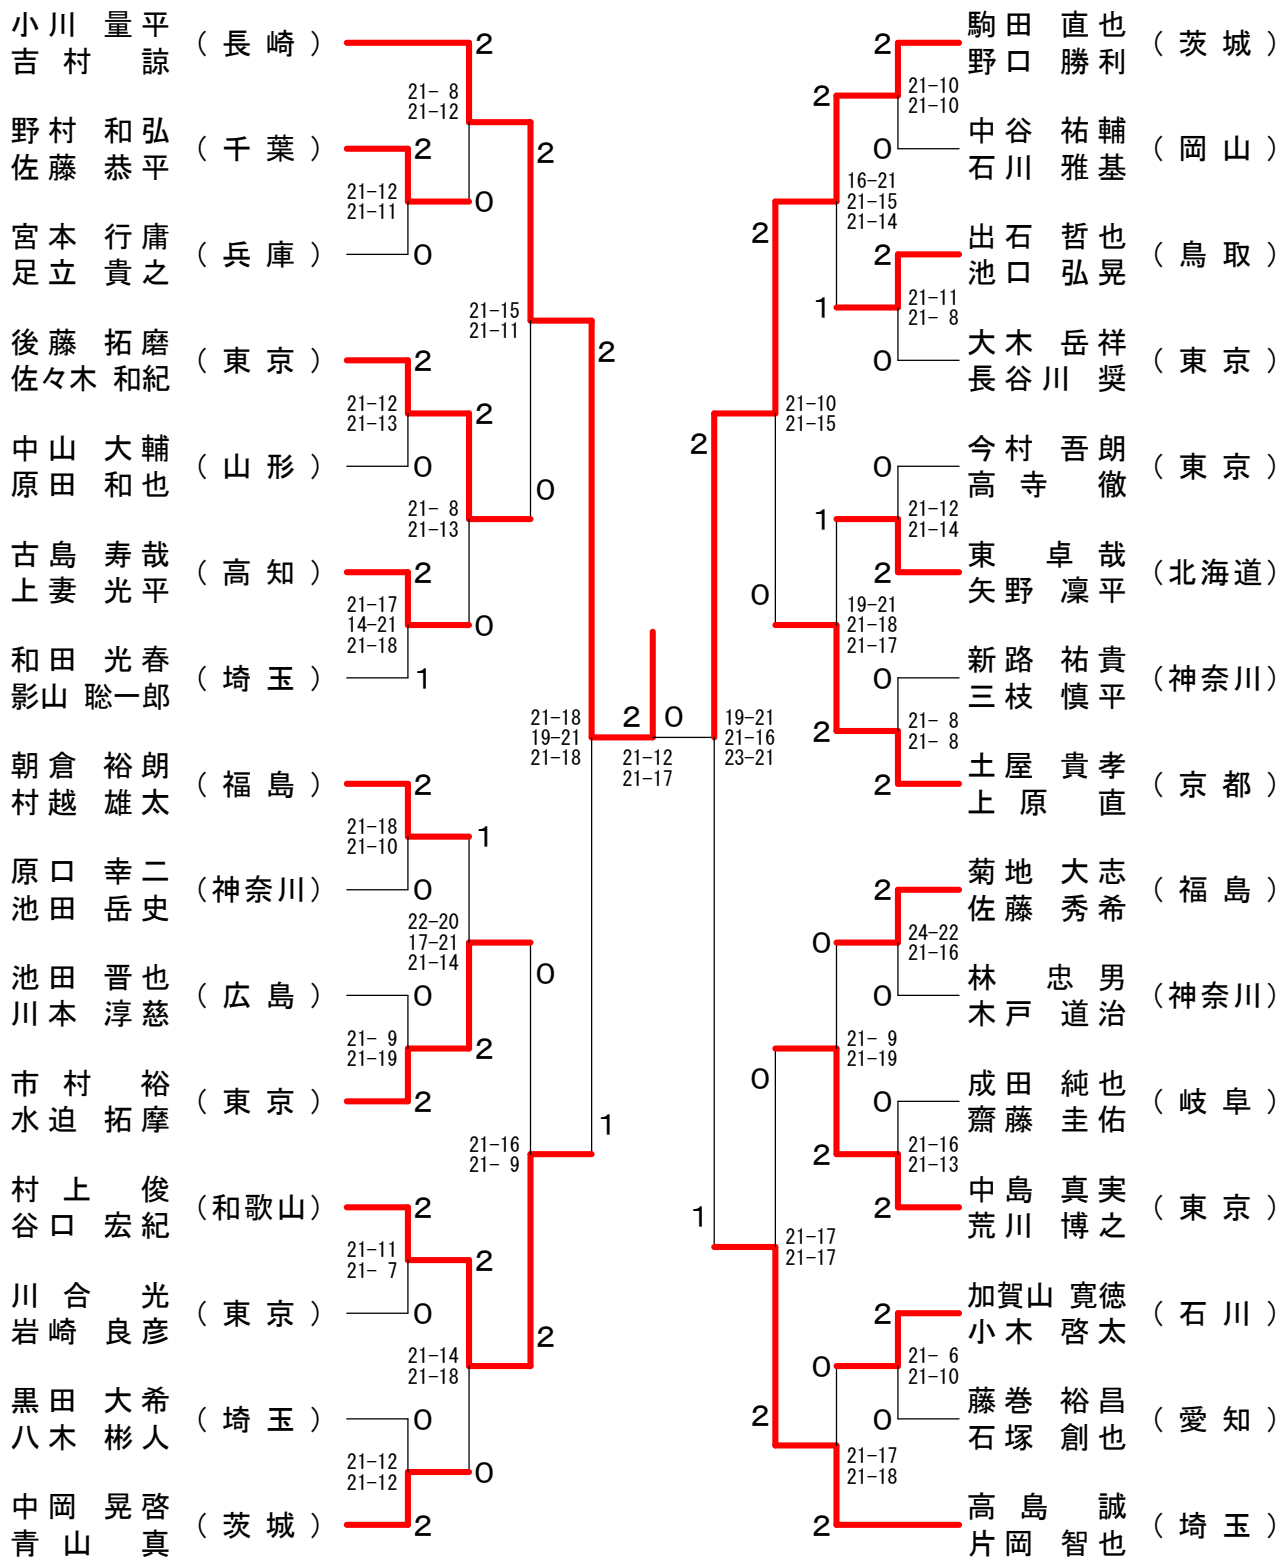 小川 量平
吉村 諒
(長崎)
2
21- 8
21-12
野村 和弘
佐藤 恭平
(千葉)
2
2
21-12
21-11
0
宮本 行庸
足立 貴之
(兵庫)
0
21-15
21-11
後藤 拓磨
佐々木 和紀
(東京)
2
2
21-12
21-13
2
中山 大輔
原田 和也
(山形)
0
0
21- 8
21-13
古島 寿哉
上妻 光平
(高知)
2
21-17
14-21
21-18
0
和田 光春
影山 聡一郎
(埼玉)
1
21-18
19-21
21-18
朝倉 裕朗
村越 雄太
(福島)
2
21-18
21-10
1
原口 幸二
池田 岳史
(神奈川)
0
22-20
17-21
21-14
0
池田 晋也
川本 淳慈
(広島)
0
21- 9
21-19
2
市村 裕
水迫 拓摩
(東京)
2
1
21-16
21- 9
村上 俊
谷口 宏紀
(和歌山)
2
21-11
21- 7
2
川合 光
岩崎 良彦
(東京)
0
2
21-14
21-18
黒田 大希
八木 彬人
(埼玉)
0
21-12
21-12
0
中岡 晃啓
青山 真
(茨城)
2
2 0
21-12
21-17
駒田 直也
野口 勝利
(茨城)
2
21-10
21-10
2
中谷 祐輔
石川 雅基
(岡山)
0
16-21
21-15
21-14
2
出石 哲也
池口 弘晃
(鳥取)
2
21-11
21- 8
1
大木 岳祥
長谷川 奨
(東京)
0
21-10
21-15
2
今村 吾朗
高寺 徹
(東京)
0
21-12
21-14
1
東 卓哉
矢野 凜平
(北海道)
2
0
19-21
21-18
21-17
新路 祐貴
三枝 慎平
(神奈川)
0
21- 8
21- 8
2
土屋 貴孝
上原 直
(京都)
2
19-21
21-16
23-21
菊地 大志
佐藤 秀希
(福島)
2
24-22
21-16
0
林 忠男
木戸 道治
(神奈川)
0
21- 9
21-19
0
成田 純也
齋藤 圭佑
(岐阜)
0
21-16
21-13
2
中島 真実
荒川 博之
(東京)
2
1
21-17
21-17
加賀山 寛徳
小木 啓太
(石川)
2
21- 6
21-10
0
藤巻 裕昌
石塚 創也
(愛知)
0
2
21-17
21-18
高島 誠
片岡 智也
(埼玉)
2